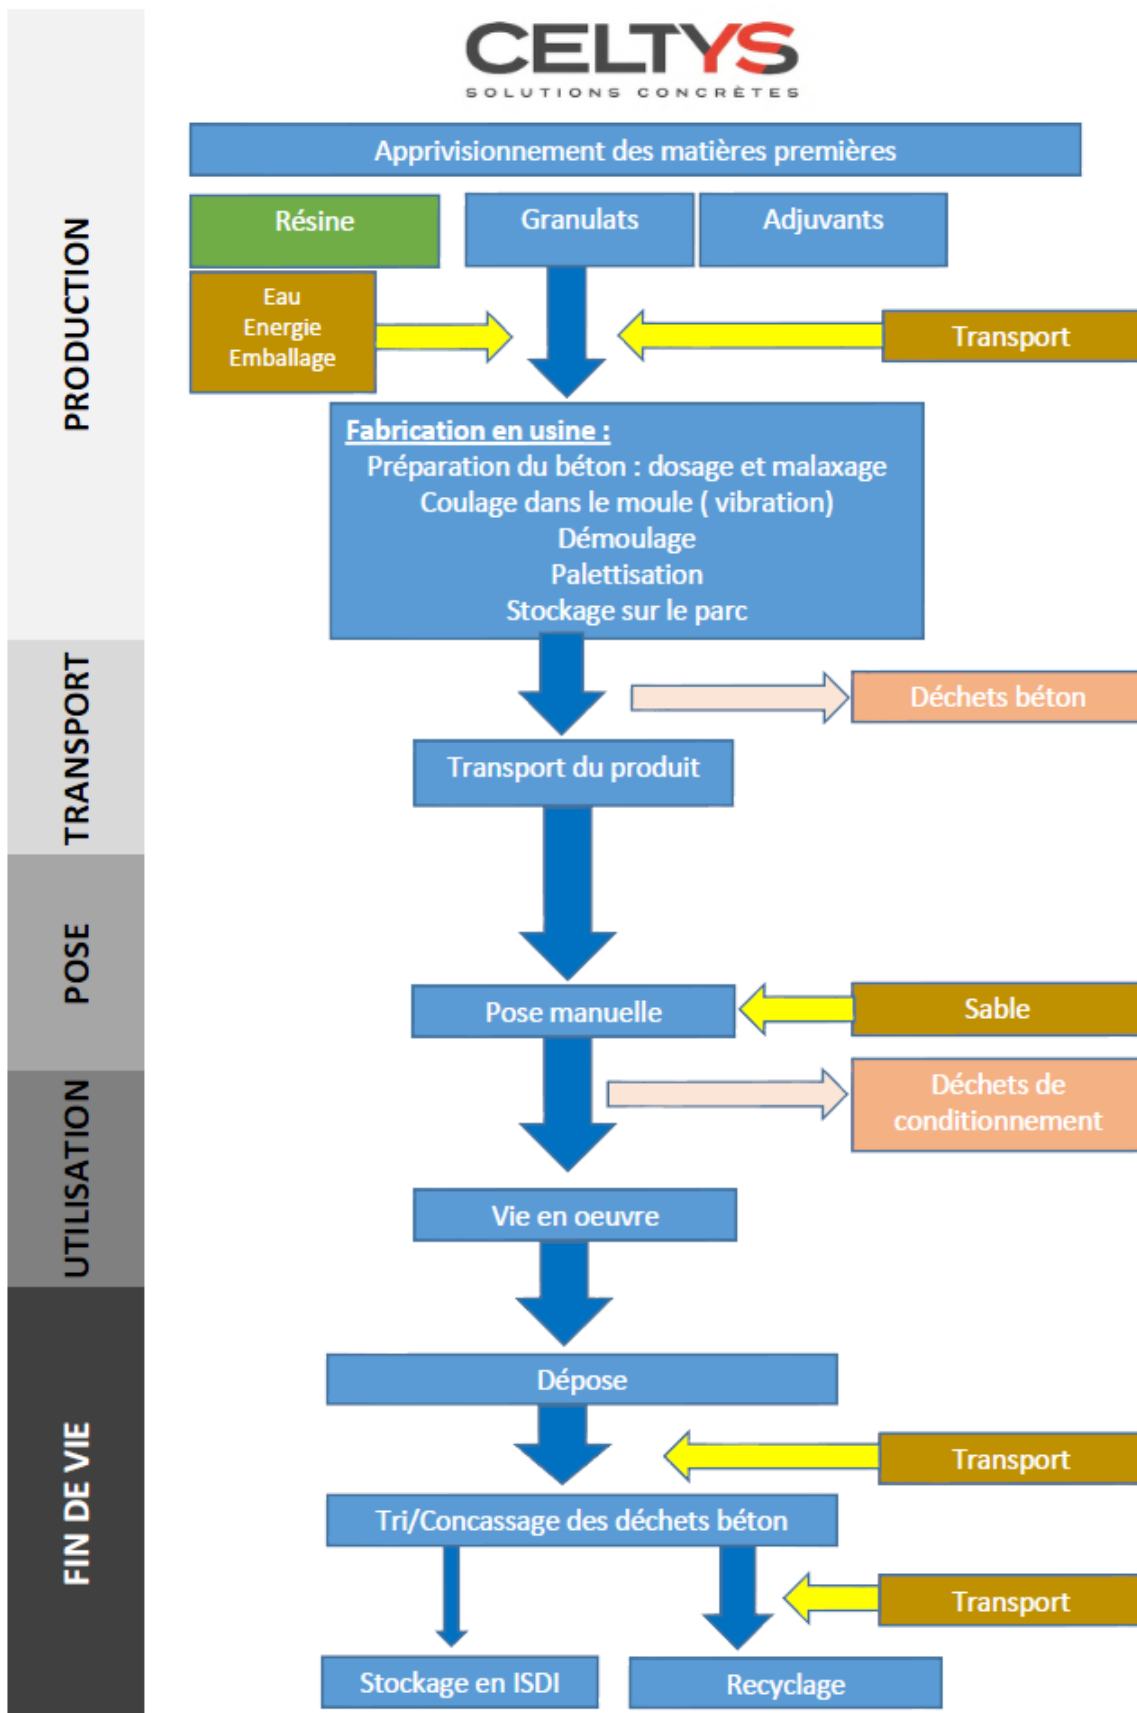 CELTYS
SOLUTIONS CONCRÈTES
PRODUCTION
Apprivisionnement des matières premières
Résine
Granulats
Adjuvants
Eau
Energie
Emballage
Transport
Fabrication en usine :
Préparation du béton : dosage et malaxage
Coulage dans le moule ( vibration)
Démoulage
Palettisation
Stockage sur le parc
TRANSPORT
Déchets béton
Transport du produit
POSE
Pose manuelle
Sable
UTILISATION
Déchets de
conditionnement
Vie en oeuvre
FIN DE VIE
Dépose
Transport
Tri/Concassage des déchets béton
Transport
Stockage en ISDI
Recyclage